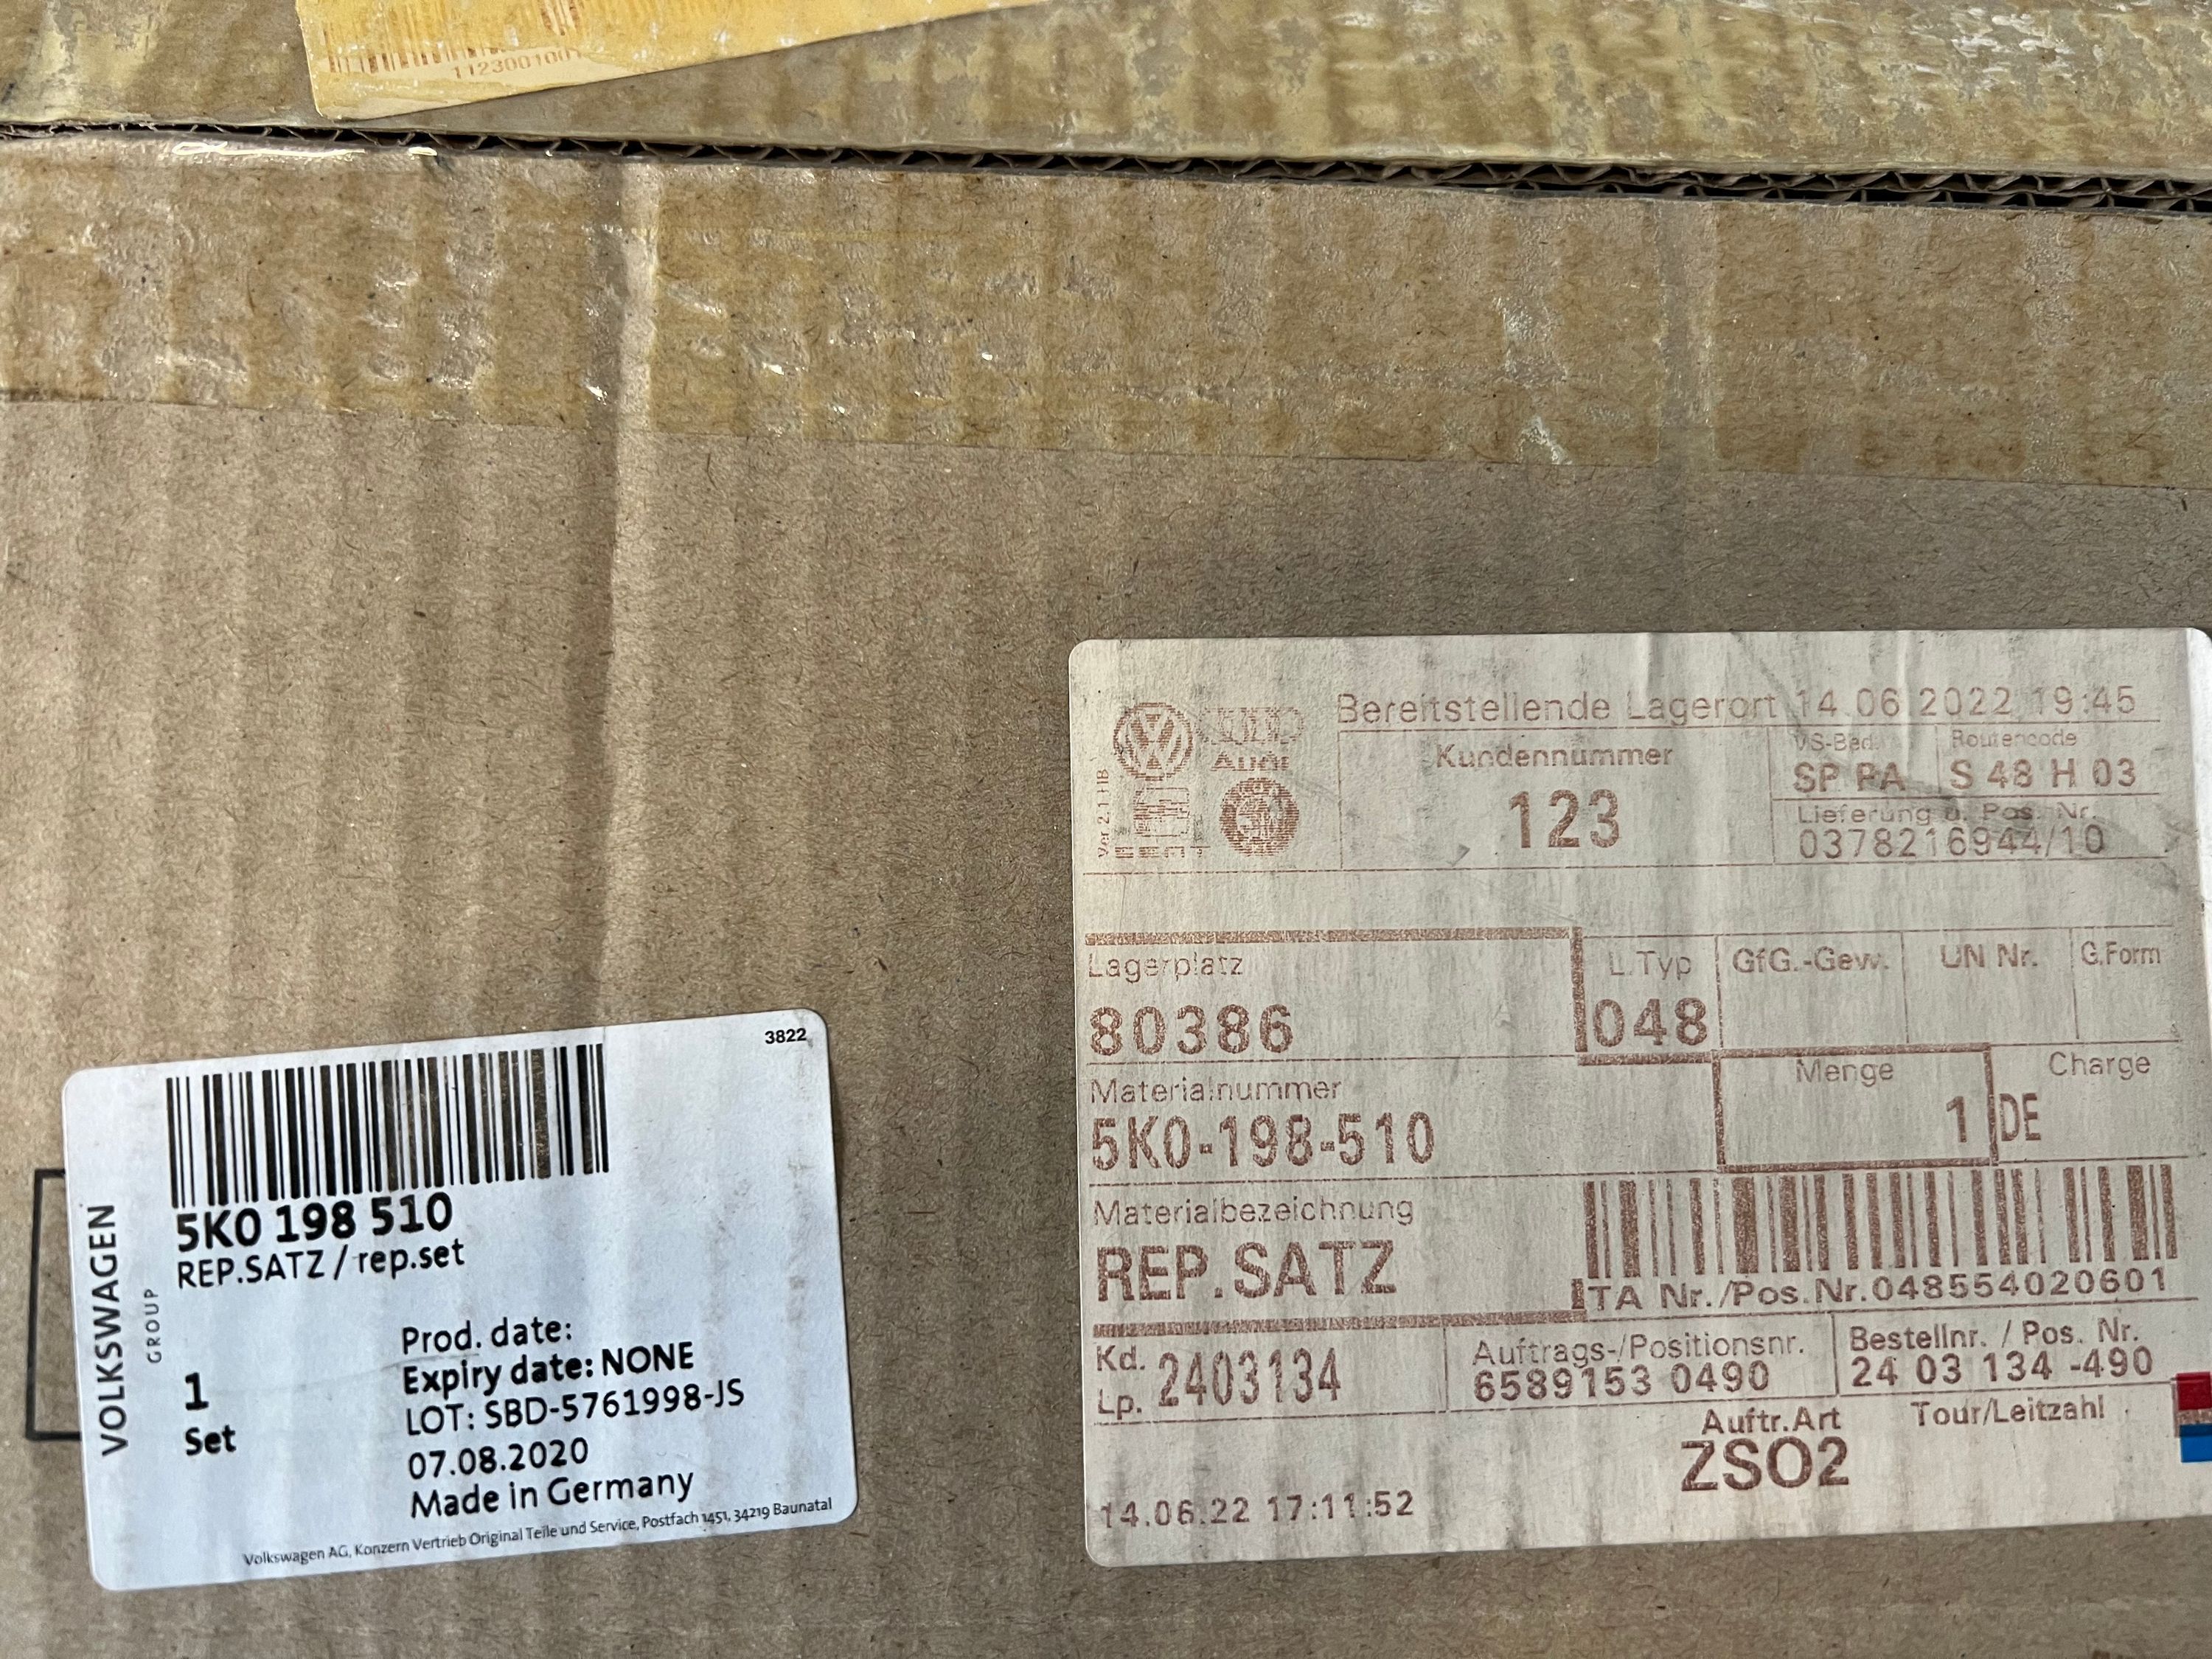 1123001001
3822
5K0 198 510
REP.SATZ / rep.set
VOLKSWAGEN
GROUP
1
Set
Prod. date:
Expiry date: NONE
LOT: SBD-5761998-JS
07.08.2020
Made in Germany
Volkswagen AG, Konzern Vertrieb Original Teile und Service, Postfach 1451, 34219 Baunatal
Bereitstellende Lagerort 14.06.2022 19:45
Audi
SEAT
Ver 2.1 HB
Kundennummer
123
VS-Bed. Routencode
SP PA S 48 H 03
Lieferung u. Pos. Nr.
0378216944/10
Lagerplatz L.Typ GfG.-Gew. UN Nr. G.Form
80386 048
Materialnummer Menge Charge
5K0-198-510 1 DE
Materialbezeichnung
REP.SATZ
TA Nr./Pos.Nr.048554020601
Kd. Lp. 2403134
Auftrags-/Positionsnr.
6589153 0490
Bestellnr. / Pos. Nr.
24 03 134 -490
Auftr.Art Tour/Leitzahl
ZSO2
14.06.22 17:11:52